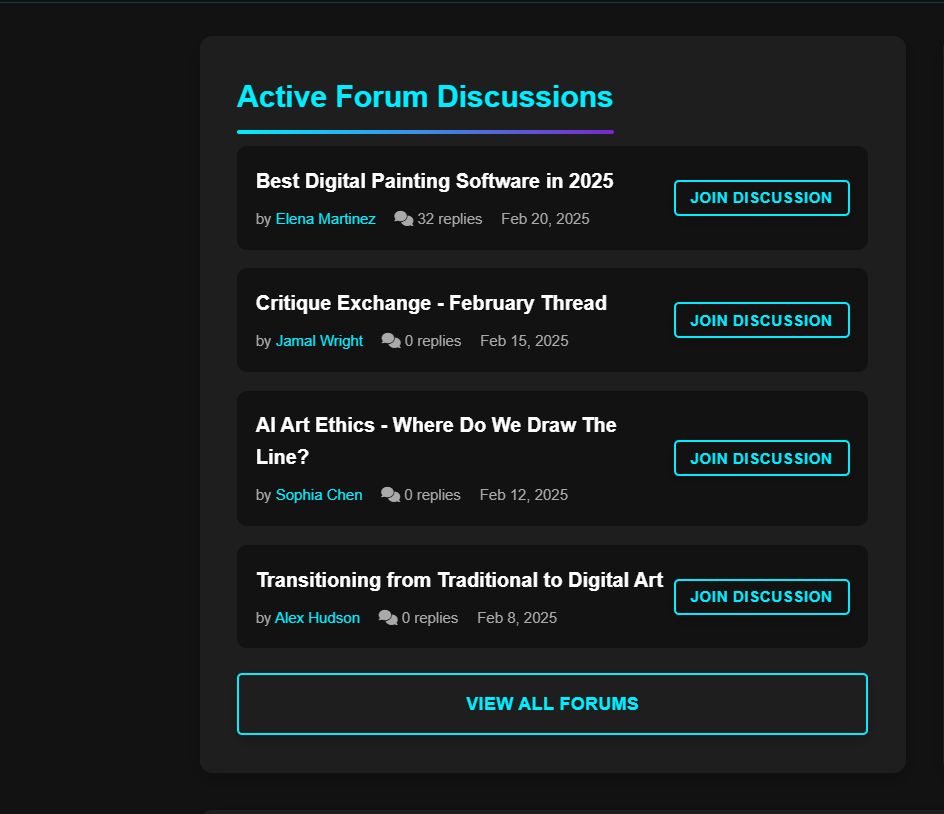 Active Forum Discussions
Best Digital Painting Software in 2025
JOIN DISCUSSION
by Elena Martinez 32 replies Feb 20, 2025
Critique Exchange - February Thread
JOIN DISCUSSION
by Jamal Wright 0 replies Feb 15, 2025
AI Art Ethics - Where Do We Draw The
Line?
JOIN DISCUSSION
by Sophia Chen 0 replies Feb 12, 2025
Transitioning from Traditional to Digital Art
JOIN DISCUSSION
by Alex Hudson 0 replies Feb 8, 2025
VIEW ALL FORUMS